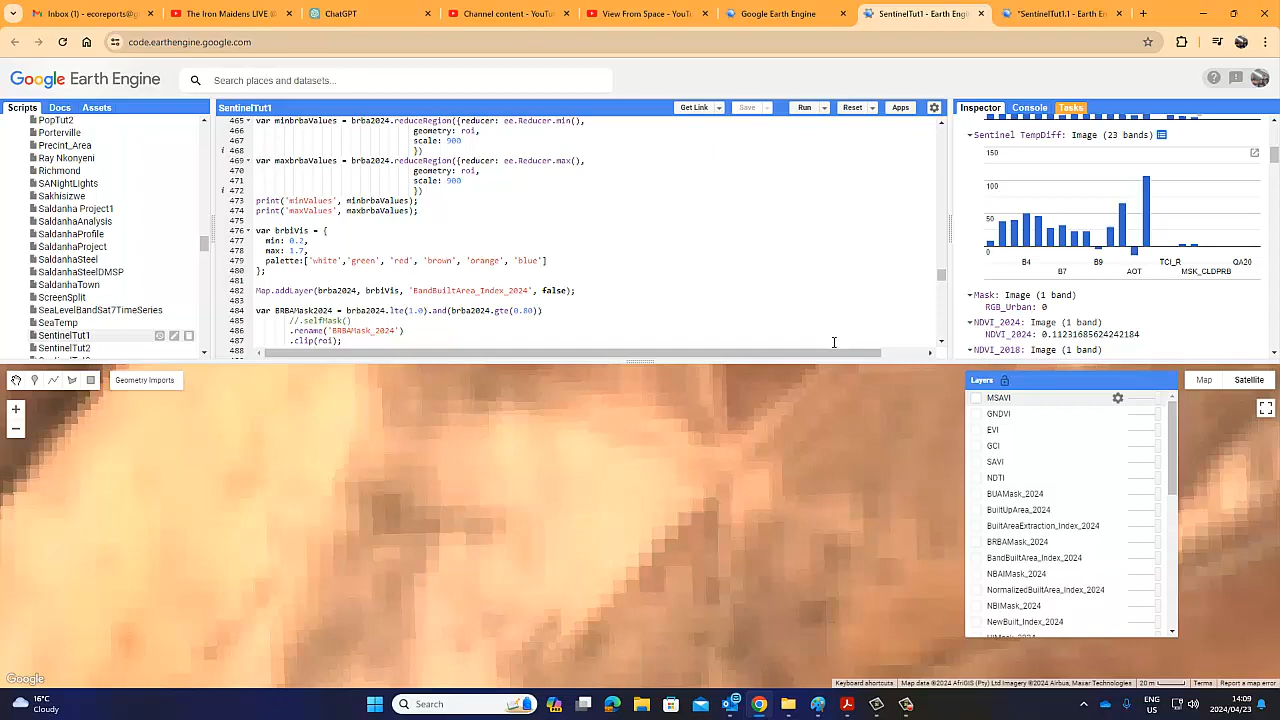 Inbox (1) - ecoreports@g
The Iron Maidens LIVE @
ChatGPT
Channel content - YouTu
View From Space - YouTu
Google Earth Engine
SentinelTut1 - Earth Engi
*SentinelTut1.1 - Earth En
code.earthengine.google.com
Google Earth Engine
Search places and datasets...
Scripts Docs Assets
SentinelTut1
Get Link Save Run Reset Apps
Inspector Console Tasks
PopTut2
Porterville
Precint_Area
Ray Nkonyeni
Richmond
SANightLights
Sakhisizwe
Saldanha Project1
SaldanhaAnalysis
SaldanhaProfile
SaldanhaProject
SaldanhaSteel
SaldanhaSteelDMSP
SaldanhaTown
ScreenSplit
SeaLevelBandSat7TimeSeries
SeaTemp
SentinelTut1
SentinelTut2
465 var minbrbaValues = brba2024.reduceRegion({reducer: ee.Reducer.min(),
466 geometry: roi,
467 scale: 900
i 468 })
469 var maxbrbaValues = brba2024.reduceRegion({reducer: ee.Reducer.max(),
470 geometry: roi,
471 scale: 900
i 472 })
473 print('minValues', minbrbaValues);
474 print('maxValues', maxbrbaValues);
475
476 var brbiVis = {
477 min: 0.2,
478 max: 1.7,
479 palette:['white','green', 'red', 'brown', 'orange', 'blue']
480 };
481
482 Map.addLayer(brba2024, brbiVis, 'BandBuiltArea_Index_2024', false);
483
484 var BRBAMask2024 = brba2024.lte(1.0).and(brba2024.gte(0.80))
485 //.selfMask()
486 .rename('BRBAMask_2024')
487 .clip(roi);
488
Sentinel TempDiff: Image (23 bands)
150
100
50
0
B4 B9 TCI_R QA20
B7 AOT MSK_CLDPRB
Mask: Image (1 band)
RGB_Urban: 0
NDVI_2024: Image (1 band)
NDVI_2024: 0.11231685624242184
NDVI_2018: Image (1 band)
Geometry Imports
Layers
MSAVI
GNDVI
EVI
GCI
SAVI
NDTI
BUAMask_2024
BuiltUpArea_2024
BuiltAreaExtraction_Index_2024
BRBAMask_2024
BandBuiltArea_Index_2024
NBAIMask_2024
NormalizedBuiltArea_Index_2024
NBIMask_2024
NewBuilt_Index_2024
Map Satellite
Google
Keyboard shortcuts Map data ©2024 AfriGIS (Pty) Ltd Imagery ©2024 Airbus, Maxar Technologies 20 m Terms Report a map error
16°C
Cloudy
Search
ENG
US
14:09
2024/04/23